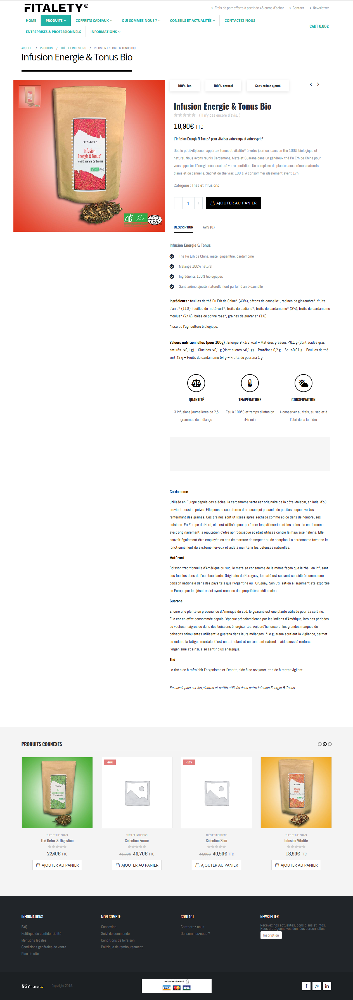 FITALETY®
Frais de port offerts à partir de 45 euros d'achat
Contact
Newsletter
HOME
PRODUITS
COFFRETS CADEAUX
QUI SOMMES-NOUS ?
CONSEILS ET ACTUALITÉS
CONTACTEZ-NOUS
CART 0,00€
ENTREPRISES & PROFESSIONNELS
INFORMATIONS
ACCUEIL / PRODUITS / THÉS ET INFUSIONS / INFUSION ENERGIE & TONUS BIO
Infusion Energie & Tonus Bio
FITALETY®
Infusion
Energie & Tonus*
Thé vert, Guarana, Cardamome
AB
ECO
CERT
100% bio
100% naturel
Sans arôme ajouté
Infusion Energie & Tonus Bio
( Il n'y pas encore d'avis. )
18,90€ TTC
L'infusion Energie & Tonus* pour vitaliser votre corps et votre esprit*
Dès le petit-déjeuner, apportez tonus et vitalité* à votre journée, dans un thé 100% biologique et
naturel. Nous avons réunis Cardamone, Maté et Guarana dans un généreux thé Pu Erh de Chine pour
vous apporter l'énergie nécessaire à votre quotidien. Un complexe de plantes aux arômes naturels
d'anis et de cannelle. Sachet de thé vrac 100 g. À consommer idéalement avant 17h.
Catégorie : Thés et Infusions
- 1 +
AJOUTER AU PANIER
DESCRIPTION
AVIS (0)
Infusion Energie & Tonus
Thé Pu Erh de Chine, maté, gingembre, cardamome
Mélange 100% naturel
Ingrédients 100% biologiques
Sans arôme ajouté, naturellement parfumé anis-cannelle
Ingrédients : feuilles de thé Pu Erh de Chine* (43%), bâtons de cannelle*, racines de gingembre*, fruits
d'anis* (11%), feuilles de maté vert*, fruits de badiane*, fruits de cardamome* (3%), fruits de cardamome
moulue* (2,4%), baies de poivre rose*, graines de guarana* (1%).
*Issu de l'agriculture biologique.
Valeurs nutritionnelles (pour 100g) : Energie 9 kJ/2 kcal – Matières grasses <0,1 g (dont acides gras
saturés <0,1 g) – Glucides <0,1 g (dont sucres <0,1 g) – Protéines 0,2 g – Sel <0,01 g – Feuilles de thé
vert 43 g – Fruits de cardamome 5,4 g – Fruits de guarana 1 g.
QUANTITÉ
3 infusions journalières de 2,5
grammes du mélange
TEMPÉRATURE
Eau à 100°C et temps d'infusion
4-5 min
CONSERVATION
À conserver au frais, au sec et à
l'abri de la lumière
Cardamome
Utilisée en Europe depuis des siècles, la cardamome verte est originaire de la côte Malabar, en Inde, d'où
provient aussi le poivre. Elle pousse sous forme de roseau qui possède de petites coques vertes
renfermant des graines. Ces graines sont utilisées après séchage comme épice dans de nombreuses
cuisines. En Europe du Nord, elle est utilisée pour parfumer les pâtisseries et les pains. La cardamome
avait originairement la réputation d'être aphrodisiaque et était utilisée contre la mauvaise haleine. Elle
pouvait également être employée en cas de morsure de serpent ou de scorpion. La cardamome favorise le
fonctionnement du système nerveux et aide à maintenir les défenses naturelles.
Maté vert
Boisson traditionnelle d'Amérique du sud, le maté se consomme de la même façon que le thé : en infusant
des feuilles dans de l'eau bouillante. Originaire du Paraguay, le maté est souvent considéré comme une
boisson nationale dans des pays tels que l'Argentine ou l'Uruguay. Son utilisation a largement été exportée
en Europe par les jésuites lui ayant reconnu des propriétés médicinales.
Guarana
Encore une plante en provenance d'Amérique du sud, le guarana est une plante utilisée pour sa caféine.
Elle est en effet consommée depuis l'époque précolombienne par les indiens d'Amérique, lors des périodes
de vaches maigres ou dans des boissons énergisantes. Aujourd'hui encore, les grandes marques de
boissons stimulantes utilisent le guarana dans leurs mélanges. *Le guarana soutient la vigilance, permet
de réduire la fatigue mentale. C'est un stimulant et un tonifiant naturel. Il aide aussi à renforcer
l'organisme et ainsi, à se sentir plus énergique.
Thé
Le thé aide à rafraîchir l'organisme et l'esprit, aide à se revigorer, et aide à rester vigilant.
En savoir plus sur les plantes et actifs utilisés dans notre infusion Energie & Tonus.
PRODUITS CONNEXES
FITALETY®
Thé
Detox & Digestion*
THÉS ET INFUSIONS
Thé Detox & Digestion
22,40€ TTC
AJOUTER AU PANIER
-10%
THÉS ET INFUSIONS
Sélection Forme
45,20€ 40,70€ TTC
AJOUTER AU PANIER
-10%
THÉS ET INFUSIONS
Sélection Slim
44,90€ 40,50€ TTC
AJOUTER AU PANIER
FITALETY®
Infusion
Vitalité*
THÉS ET INFUSIONS
Infusion Vitalité
18,90€ TTC
AJOUTER AU PANIER
INFORMATIONS
FAQ
Politique de confidentialité
Mentions légales
Conditions générales de vente
Plan du site
MON COMPTE
Connexion
Suivi de commande
Conditions de livraison
Politique de remboursement
CONTACT
Contactez-nous
Qui sommes-nous ?
NEWSLETTER
Recevez nos actualités, bons plans et infos.
Nous protégeons vos données personnelles.
Inscription
LES IDÉES NEUVES
Copyright 2019
PAIEMENT SÉCURISÉ
VISA
MasterCard
CB